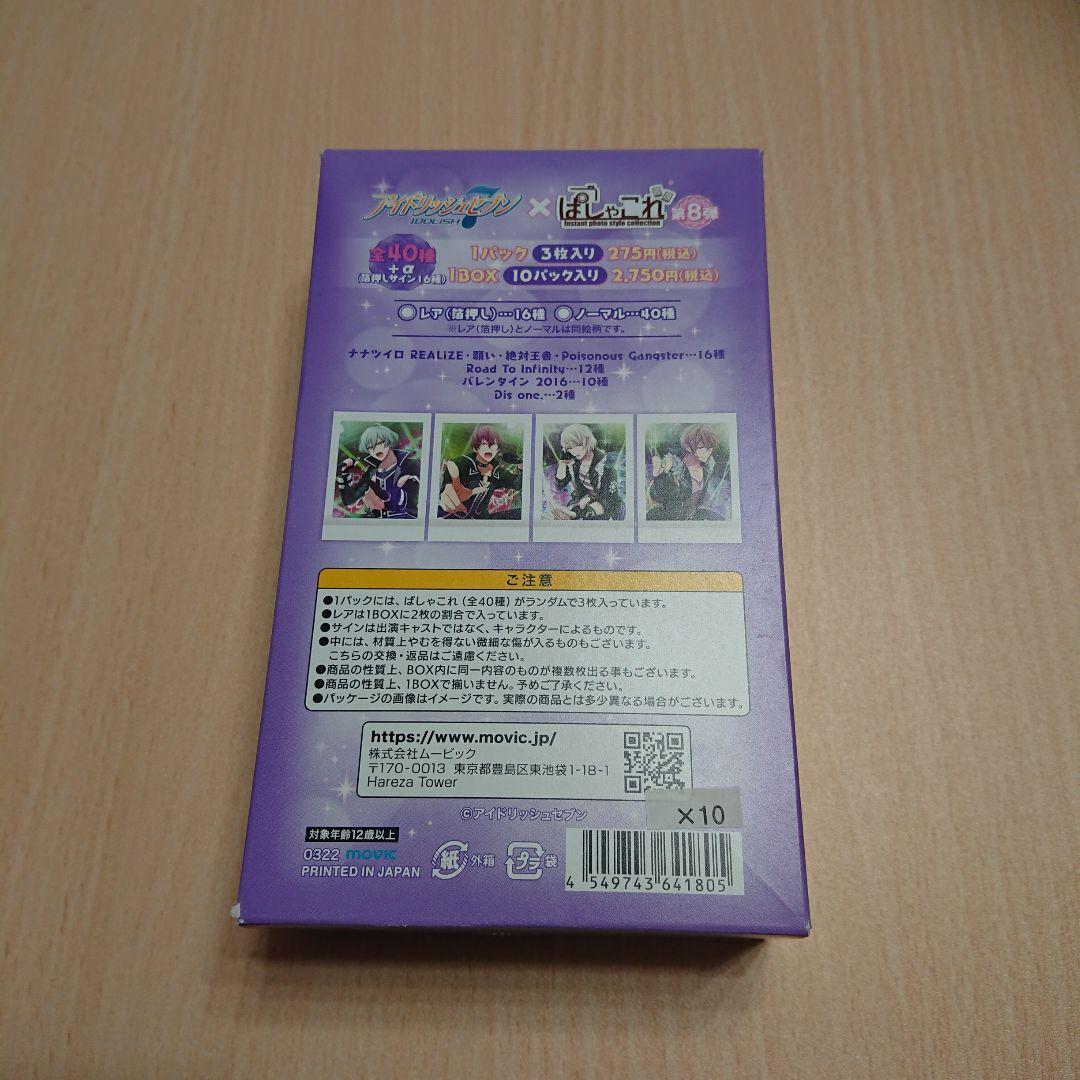 アイドリッシュセブン
IDOLiSH7
×
ぱしゃこれ
Instant photo style collection
第8弾
全40種
+α
(箔押しサイン16種)
1パック 3枚入り 275円(税込)
1BOX 10パック入り 2,750円(税込)
◎レア(箔押し)…16種 ◎ノーマル…40種
※レア(箔押し)とノーマルは同絵柄です。
ナナツイロ REALiZE・願い・絶対王者・Poisonous Gangster…16種
Road To Infinity…12種
バレンタイン 2016…10種
Dis one.…2種
ご注意
●1パックには、ぱしゃこれ(全40種)がランダムで3枚入っています。
●レアは1BOXに2枚の割合で入っています。
●サインは出演キャストではなく、キャラクターによるものです。
●中には、材質上やむを得ない微細な傷が入るものもございます。
こちらの交換・返品はご遠慮ください。
●商品の性質上、BOX内に同一内容のものが複数枚出る事もございます。
●商品の性質上、1BOXで揃いません。予めご了承ください。
●パッケージの画像はイメージです。実際の商品とは多少異なる場合がございます。
https://www.movic.jp/
株式会社ムービック
〒170-0013 東京都豊島区東池袋1-18-1
Hareza Tower
©アイドリッシュセブン
×10
対象年齢12歳以上
0322 movic
PRINTED IN JAPAN
紙 外箱
プラ 袋
4 549743 641805